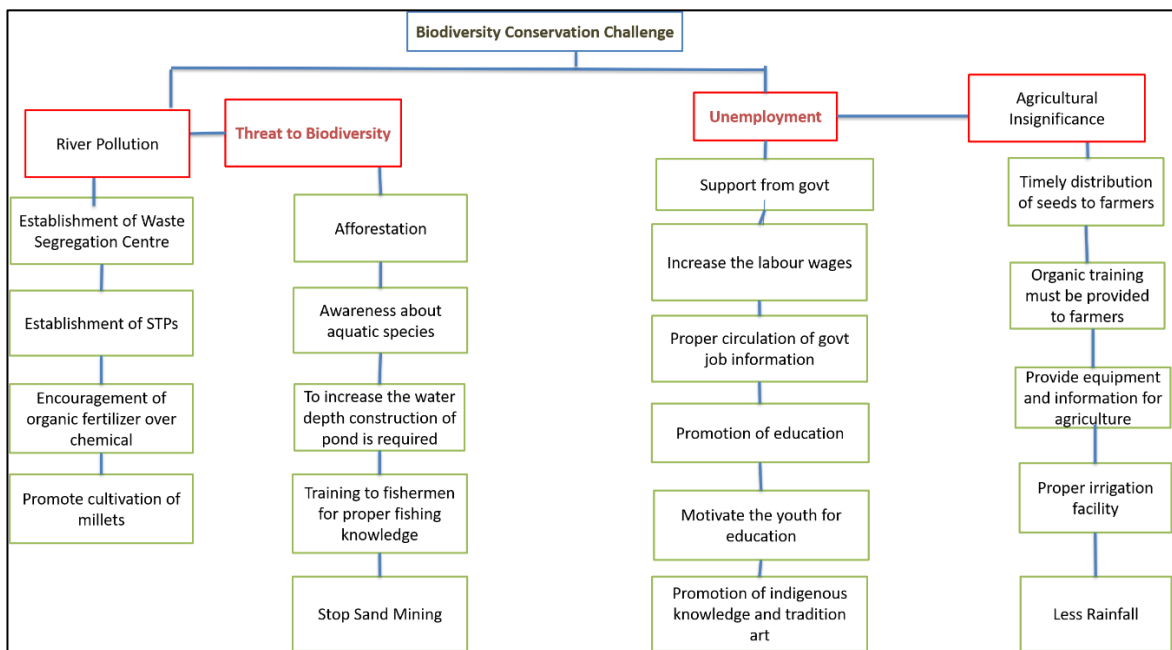 Biodiversity Conservation Challenge
River Pollution
Threat to Biodiversity
Unemployment
Agricultural
Insignificance
Establishment of Waste
Segregation Centre
Establishment of STPs
Encouragement of
organic fertilizer over
chemical
Promote cultivation of
millets
Afforestation
Awareness about
aquatic species
To increase the water
depth construction of
pond is required
Training to fishermen
for proper fishing
knowledge
Stop Sand Mining
Support from govt
Increase the labour wages
Proper circulation of govt
job information
Promotion of education
Motivate the youth for
education
Promotion of indigenous
knowledge and tradition
art
Timely distribution
of seeds to farmers
Organic training
must be provided
to farmers
Provide equipment
and information for
agriculture
Proper irrigation
facility
Less Rainfall